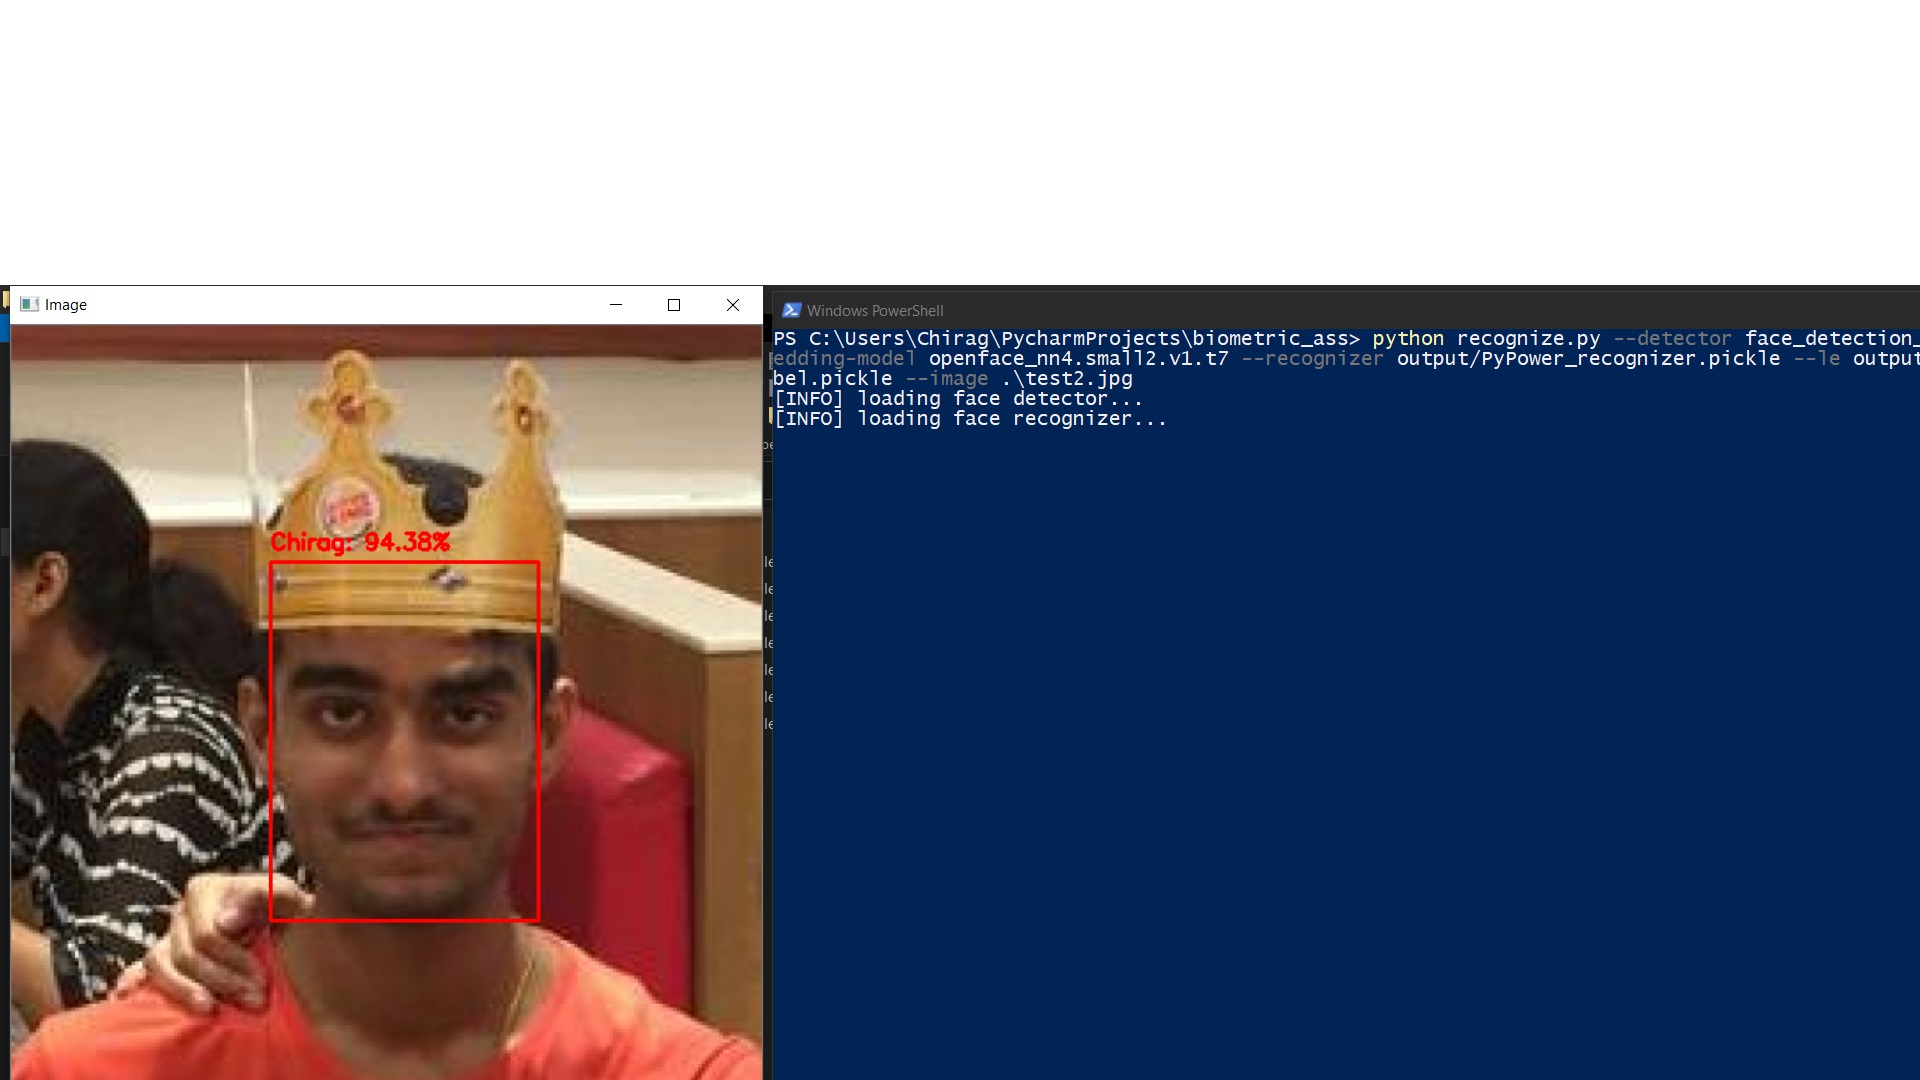 Image
Windows PowerShell
PS C:\Users\Chirag\PycharmProjects\biometric_ass> python recognize.py --detector face_detection_
edding-model openface_nn4.small2.v1.t7 --recognizer output/PyPower_recognizer.pickle --le output
bel.pickle --image .\test2.jpg
[INFO] loading face detector...
[INFO] loading face recognizer...
Chirag: 94.38%